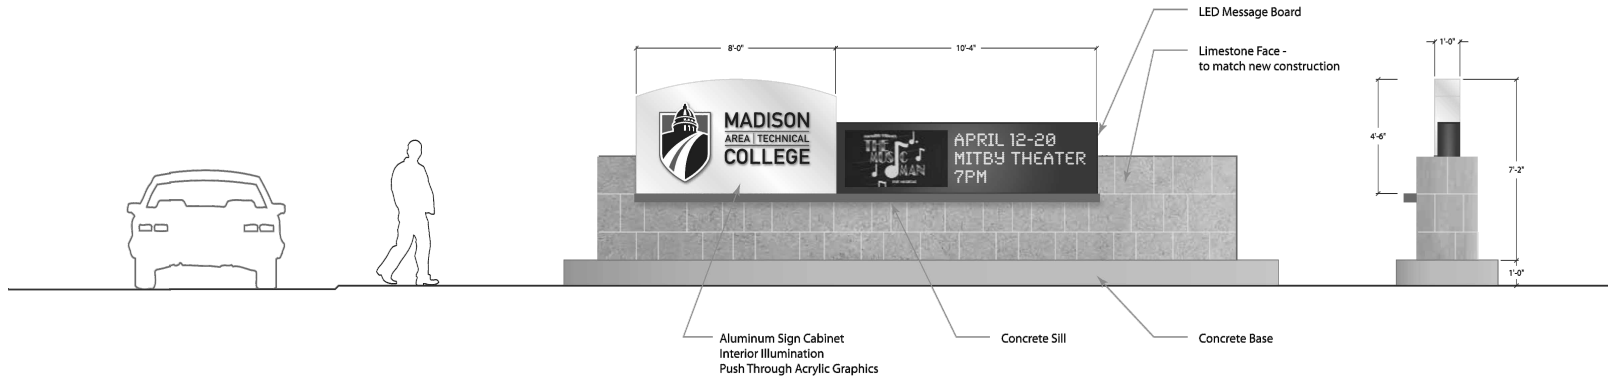 LED Message Board
8'-0"
10'-4"
Limestone Face -
to match new construction
1'-0"
4'-6"
7'-2"
1'-0"
MADISON
AREA TECHNICAL
COLLEGE
THE
MUSIC
MAN
APRIL 12-20
MITBY THEATER
7PM
Aluminum Sign Cabinet
Interior Illumination
Push Through Acrylic Graphics
Concrete Sill
Concrete Base